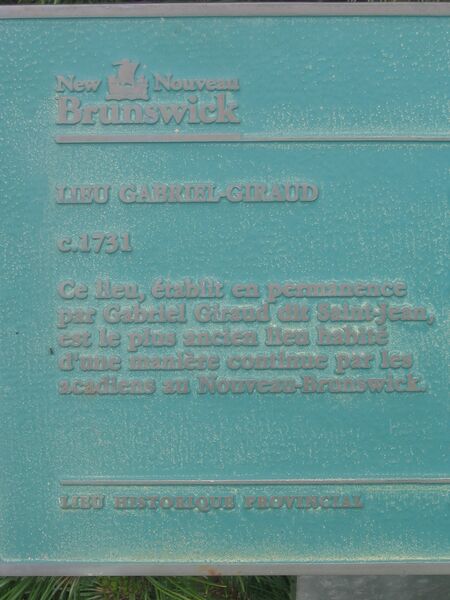 New Nouveau
Brunswick
LIEU GABRIEL-GIRAUD
c.1731
Ce lieu, établit en permanence
par Gabriel Giraud dit Saint-Jean,
est le plus ancien lieu habité
d'une manière continue par les
acadiens au Nouveau-Brunswick.
LIEU HISTORIQUE PROVINCIAL